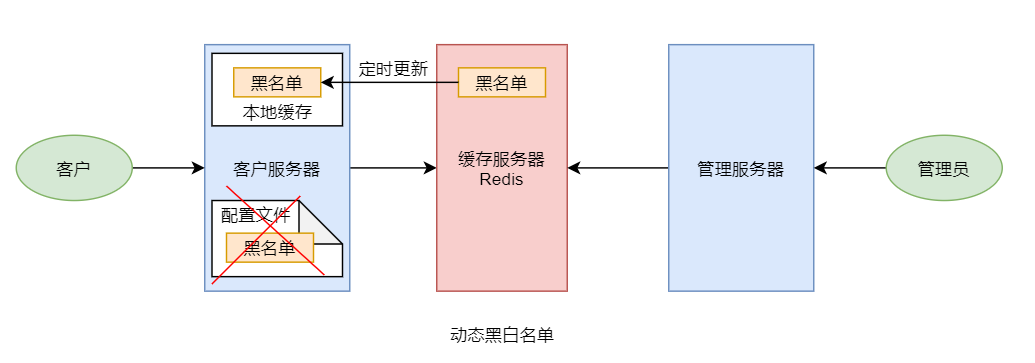 黑名单
定时更新
黑名单
本地缓存
客户
客户服务器
缓存服务器
Redis
管理服务器
管理员
配置文件
黑名单
动态黑白名单